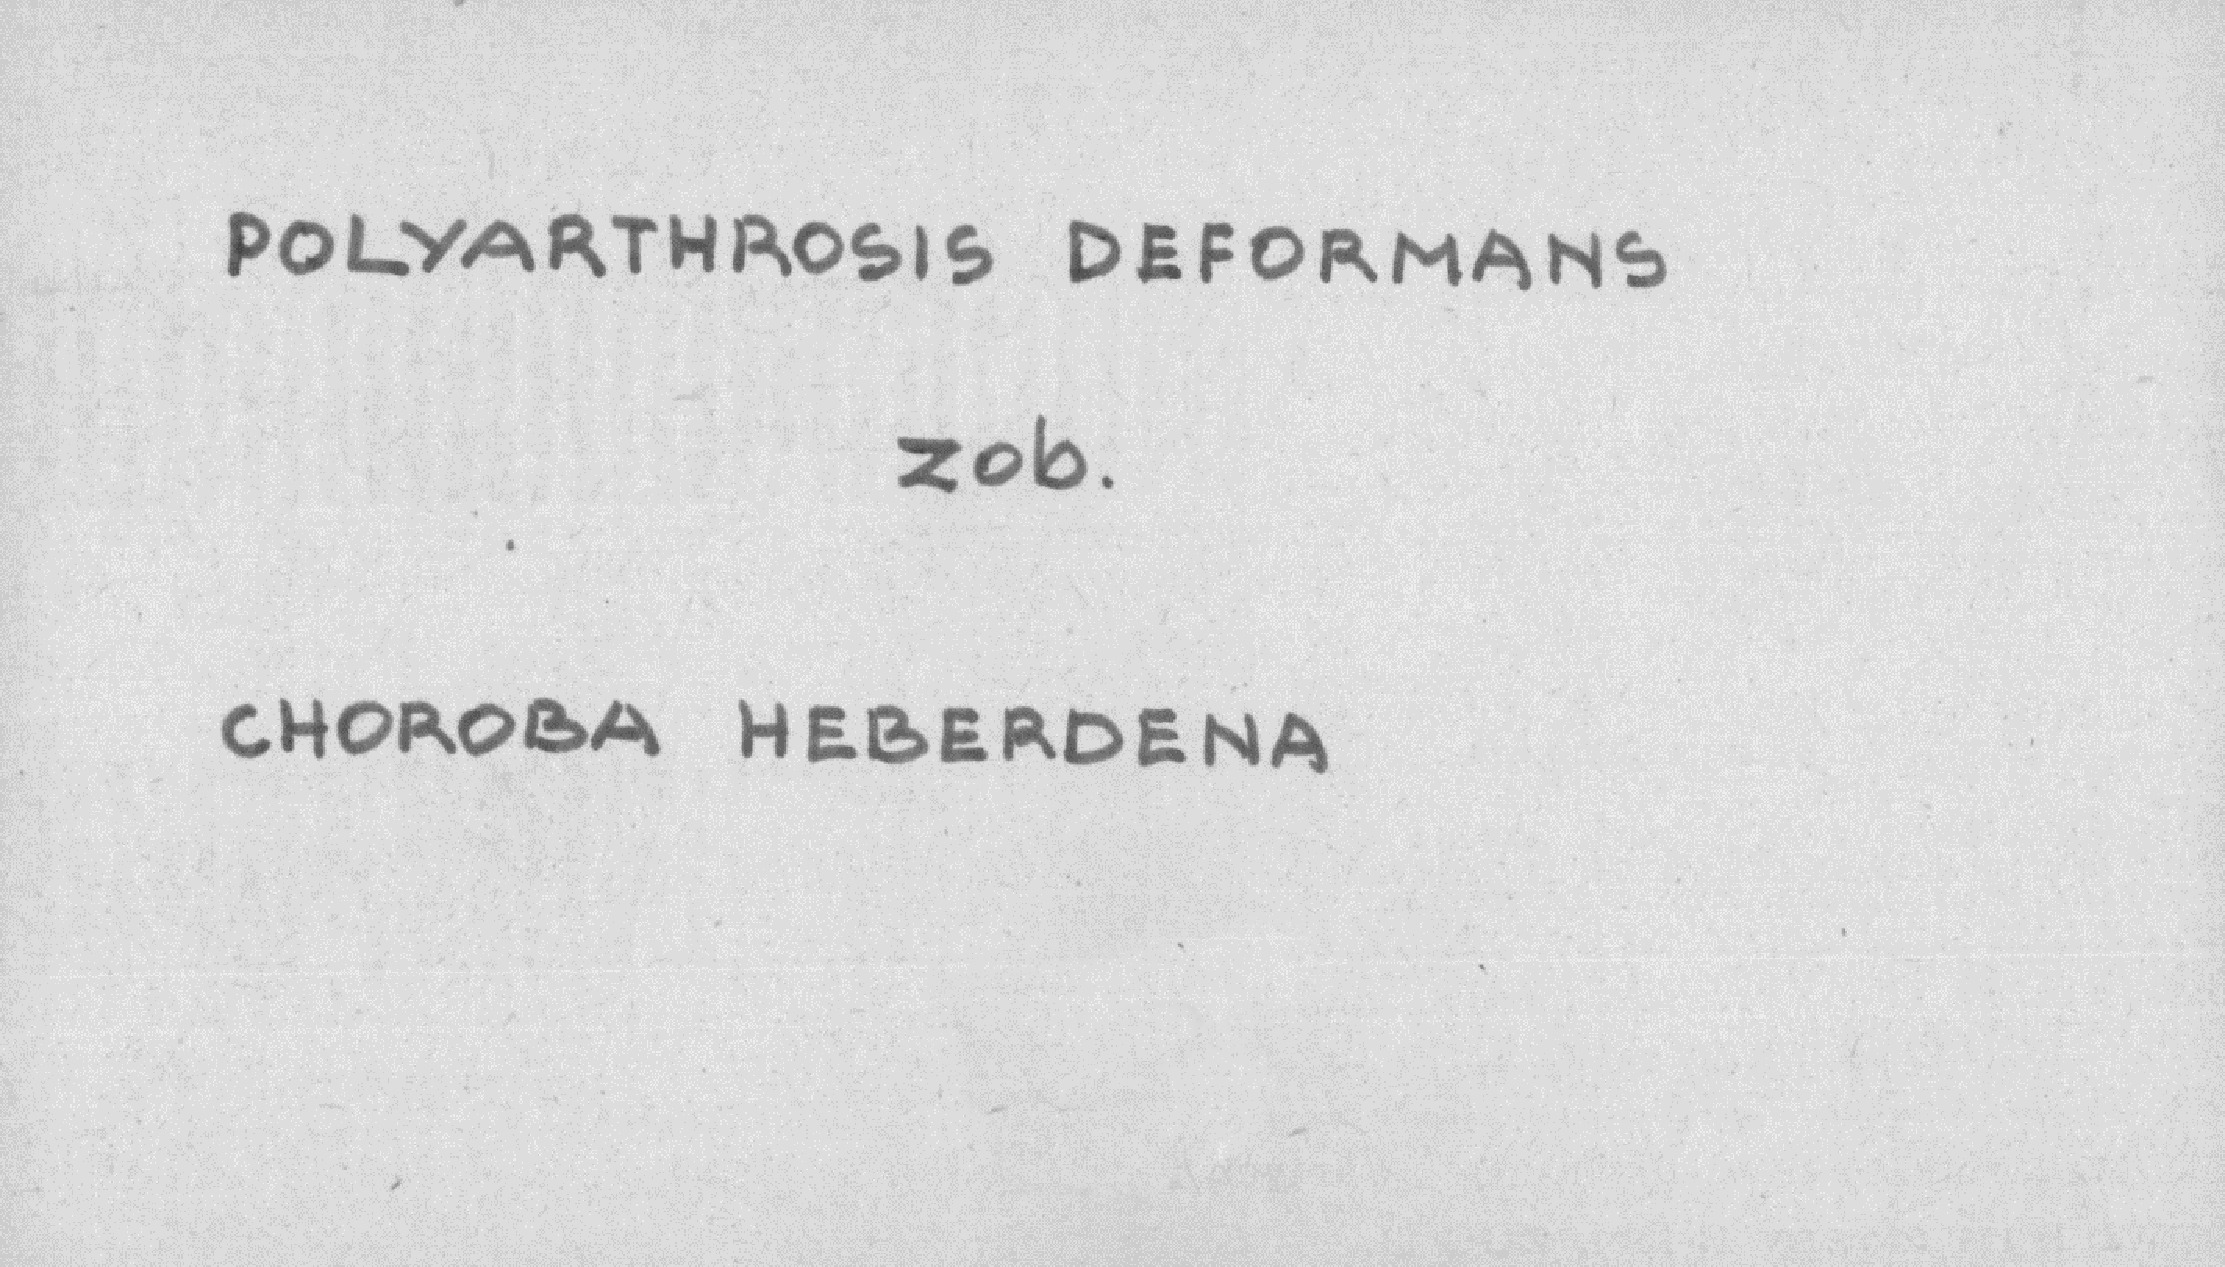 POLYARTHROSIS DEFORMANS
zob.
CHOROBA HEBERDENA